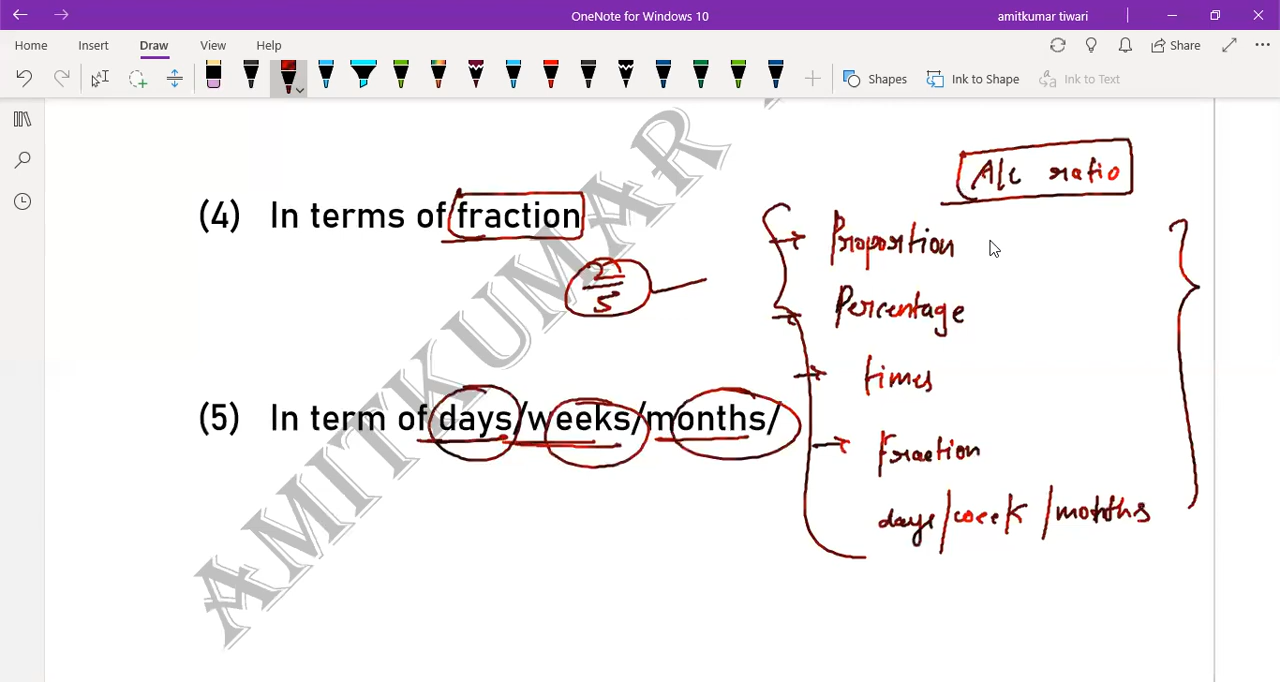 OneNote for Windows 10
amitkumar tiwari
Home Insert Draw View Help
Share
Shapes
Ink to Shape
Ink to Text
A/c ratio
(4) In terms of fraction
Proportion
2/5
Percentage
times
(5) In term of days/weeks/months/
Fraction
days/week/months
AMITKUMAR